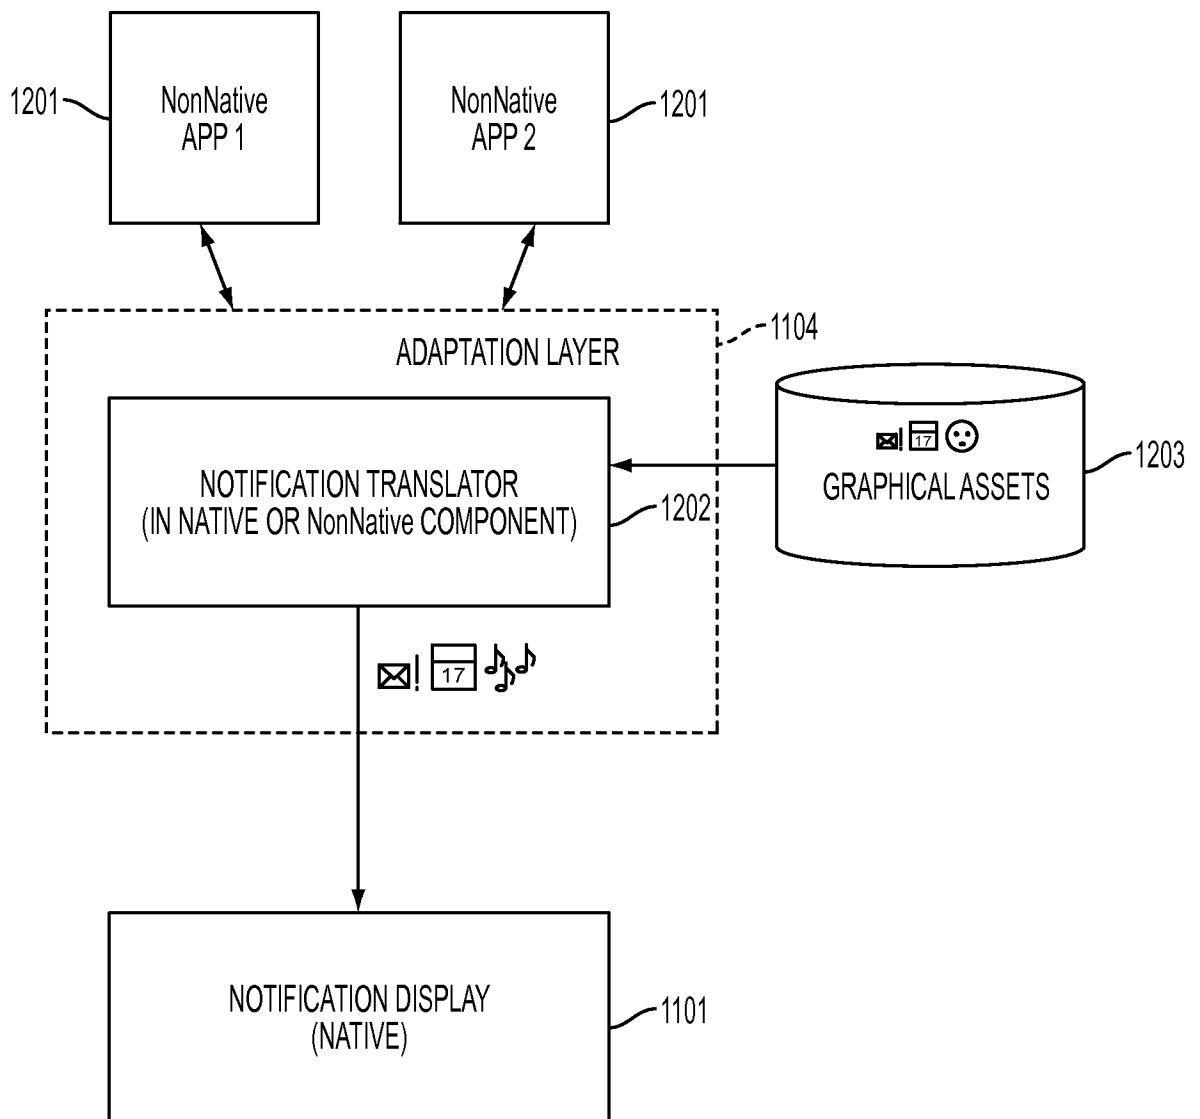 1201
NonNative
APP 1
NonNative
APP 2
1201
ADAPTATION LAYER
1104
17
GRAPHICAL ASSETS
1203
NOTIFICATION TRANSLATOR
(IN NATIVE OR NonNative COMPONENT)
1202
! 17
NOTIFICATION DISPLAY
(NATIVE)
1101